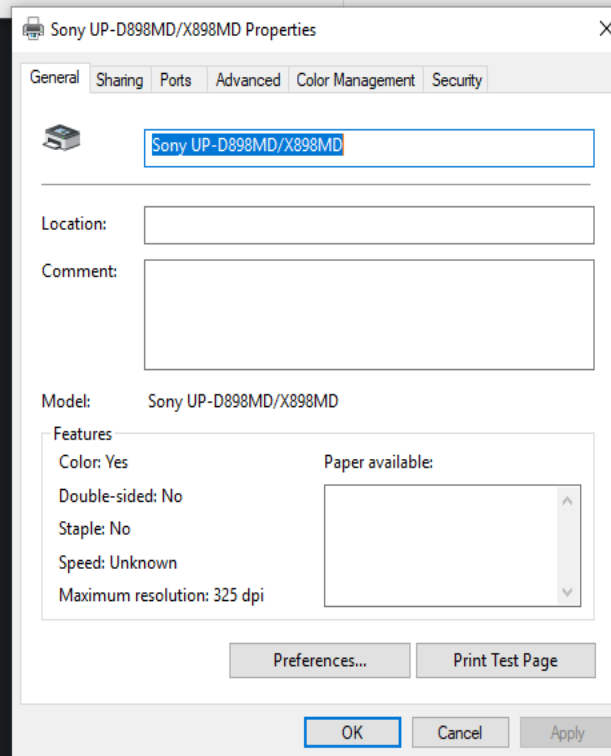 Sony UP-D898MD/X898MD Properties
General Sharing Ports Advanced Color Management Security
Sony UP-D898MD/X898MD
Location:
Comment:
Model: Sony UP-D898MD/X898MD
Features
Color: Yes Paper available:
Double-sided: No
Staple: No
Speed: Unknown
Maximum resolution: 325 dpi
Preferences... Print Test Page
OK Cancel Apply